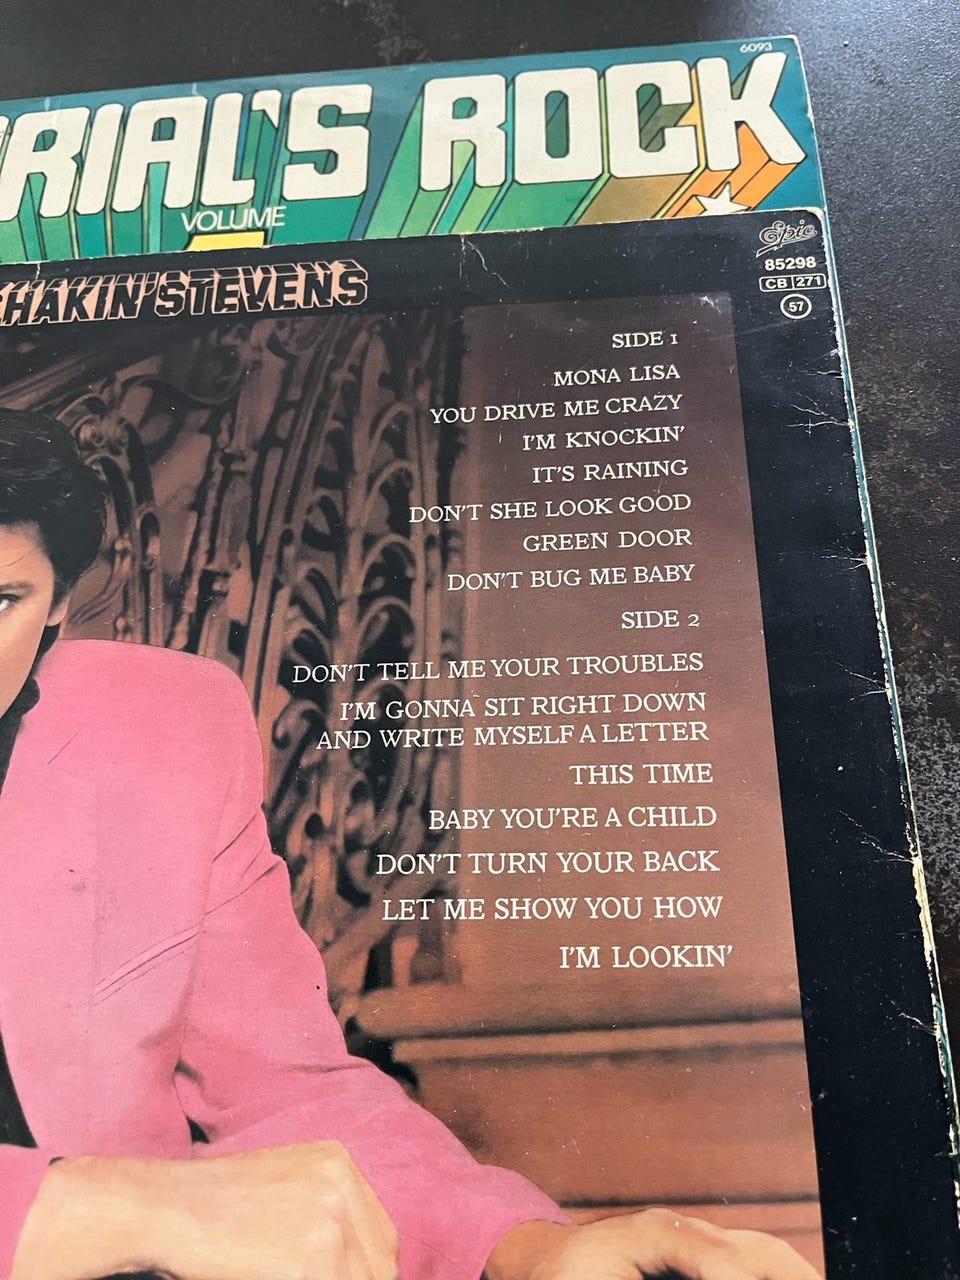 6093
RIAL'S ROCK
VOLUME
Epic
85298
CB 271
57
SHAKIN' STEVENS
SIDE 1
MONA LISA
YOU DRIVE ME CRAZY
I'M KNOCKIN'
IT'S RAINING
DON'T SHE LOOK GOOD
GREEN DOOR
DON'T BUG ME BABY
SIDE 2
DON'T TELL ME YOUR TROUBLES
I'M GONNA SIT RIGHT DOWN
AND WRITE MYSELF A LETTER
THIS TIME
BABY YOU'RE A CHILD
DON'T TURN YOUR BACK
LET ME SHOW YOU HOW
I'M LOOKIN'